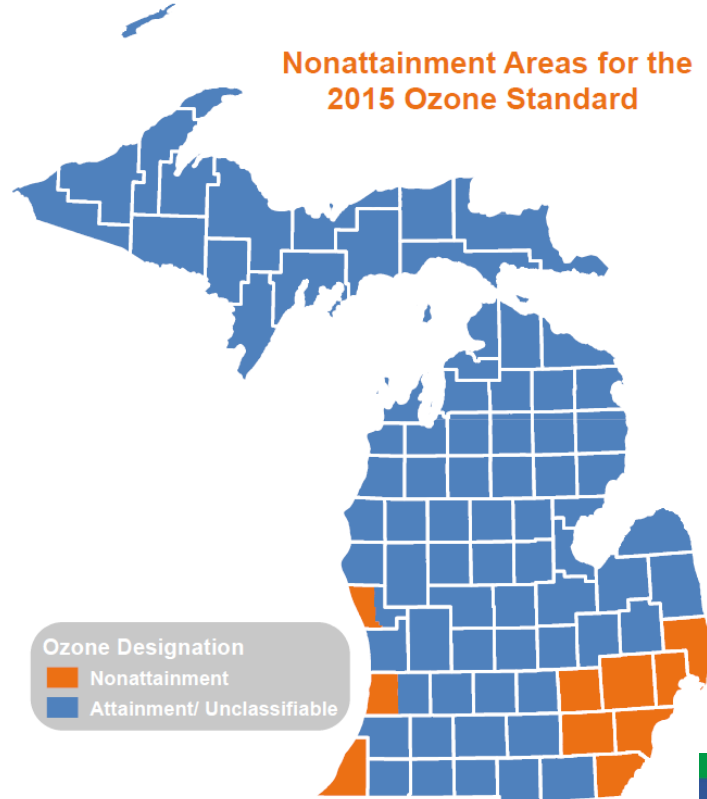 Nonattainment Areas for the
2015 Ozone Standard
Ozone Designation
Nonattainment
Attainment/ Unclassifiable